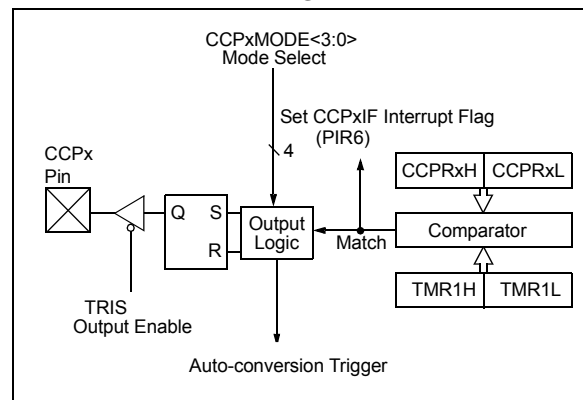 CCPxMODE<3:0>
Mode Select
Set CCPxIF Interrupt Flag
(PIR6)
4
CCPx
Pin
CCPRxH CCPRxL
Q S
R
Output
Logic
Match
Comparator
TRIS
Output Enable
TMR1H TMR1L
Auto-conversion Trigger